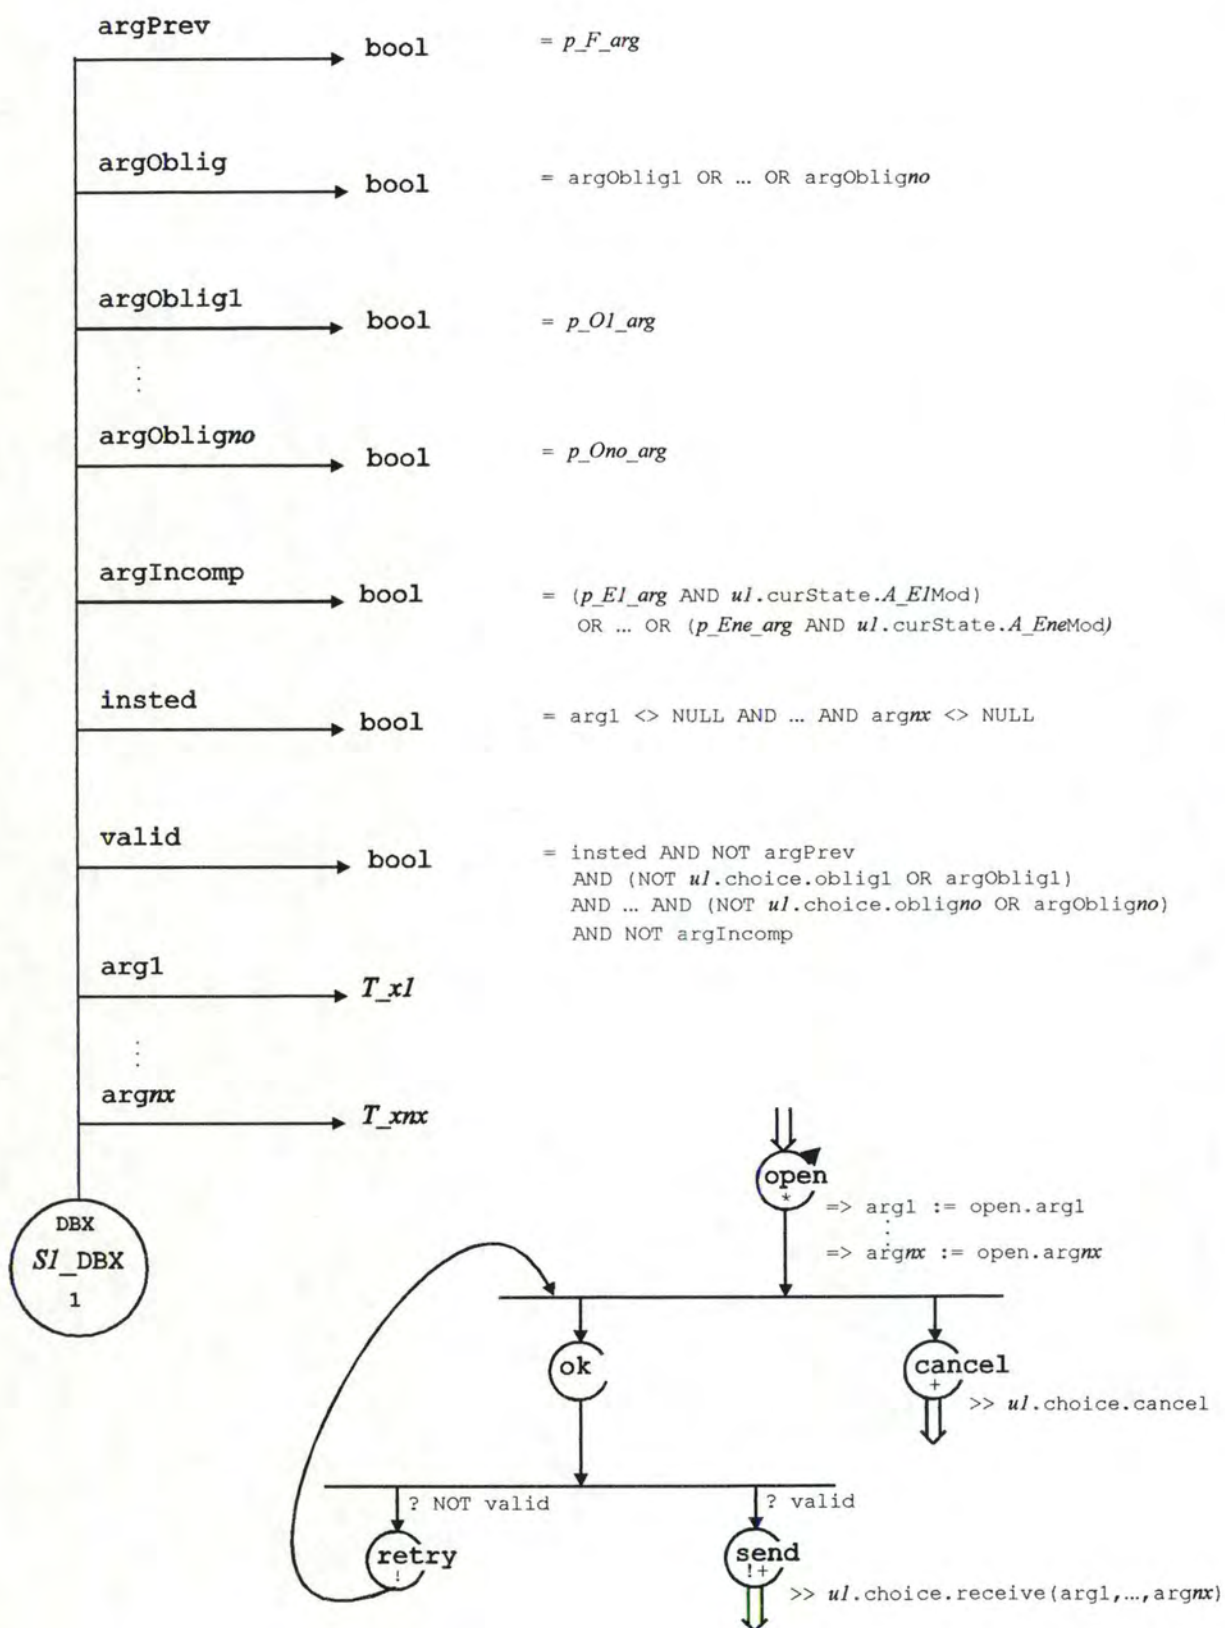 argPrev
bool = p_F_arg
argOblig
bool = argOblig1 OR ... OR argObligno
argOblig1
bool = p_O1_arg
⋮
argObligno
bool = p_Ono_arg
argIncomp
bool = (p_E1_arg AND u1.curState.A_E1Mod)
OR ... OR (p_Ene_arg AND u1.curState.A_EneMod)
insted
bool = arg1 <> NULL AND ... AND argnx <> NULL
valid
bool = insted AND NOT argPrev
AND (NOT u1.choice.oblig1 OR argOblig1)
AND ... AND (NOT u1.choice.obligno OR argObligno)
AND NOT argIncomp
arg1
T_x1
⋮
argnx
T_xnx
DBX
S1_DBX
1
open
*
=> arg1 := open.arg1
⋮
=> argnx := open.argnx
ok
cancel
+
>> u1.choice.cancel
? NOT valid
? valid
retry
!
send
!+
>> u1.choice.receive(arg1,...,argnx)